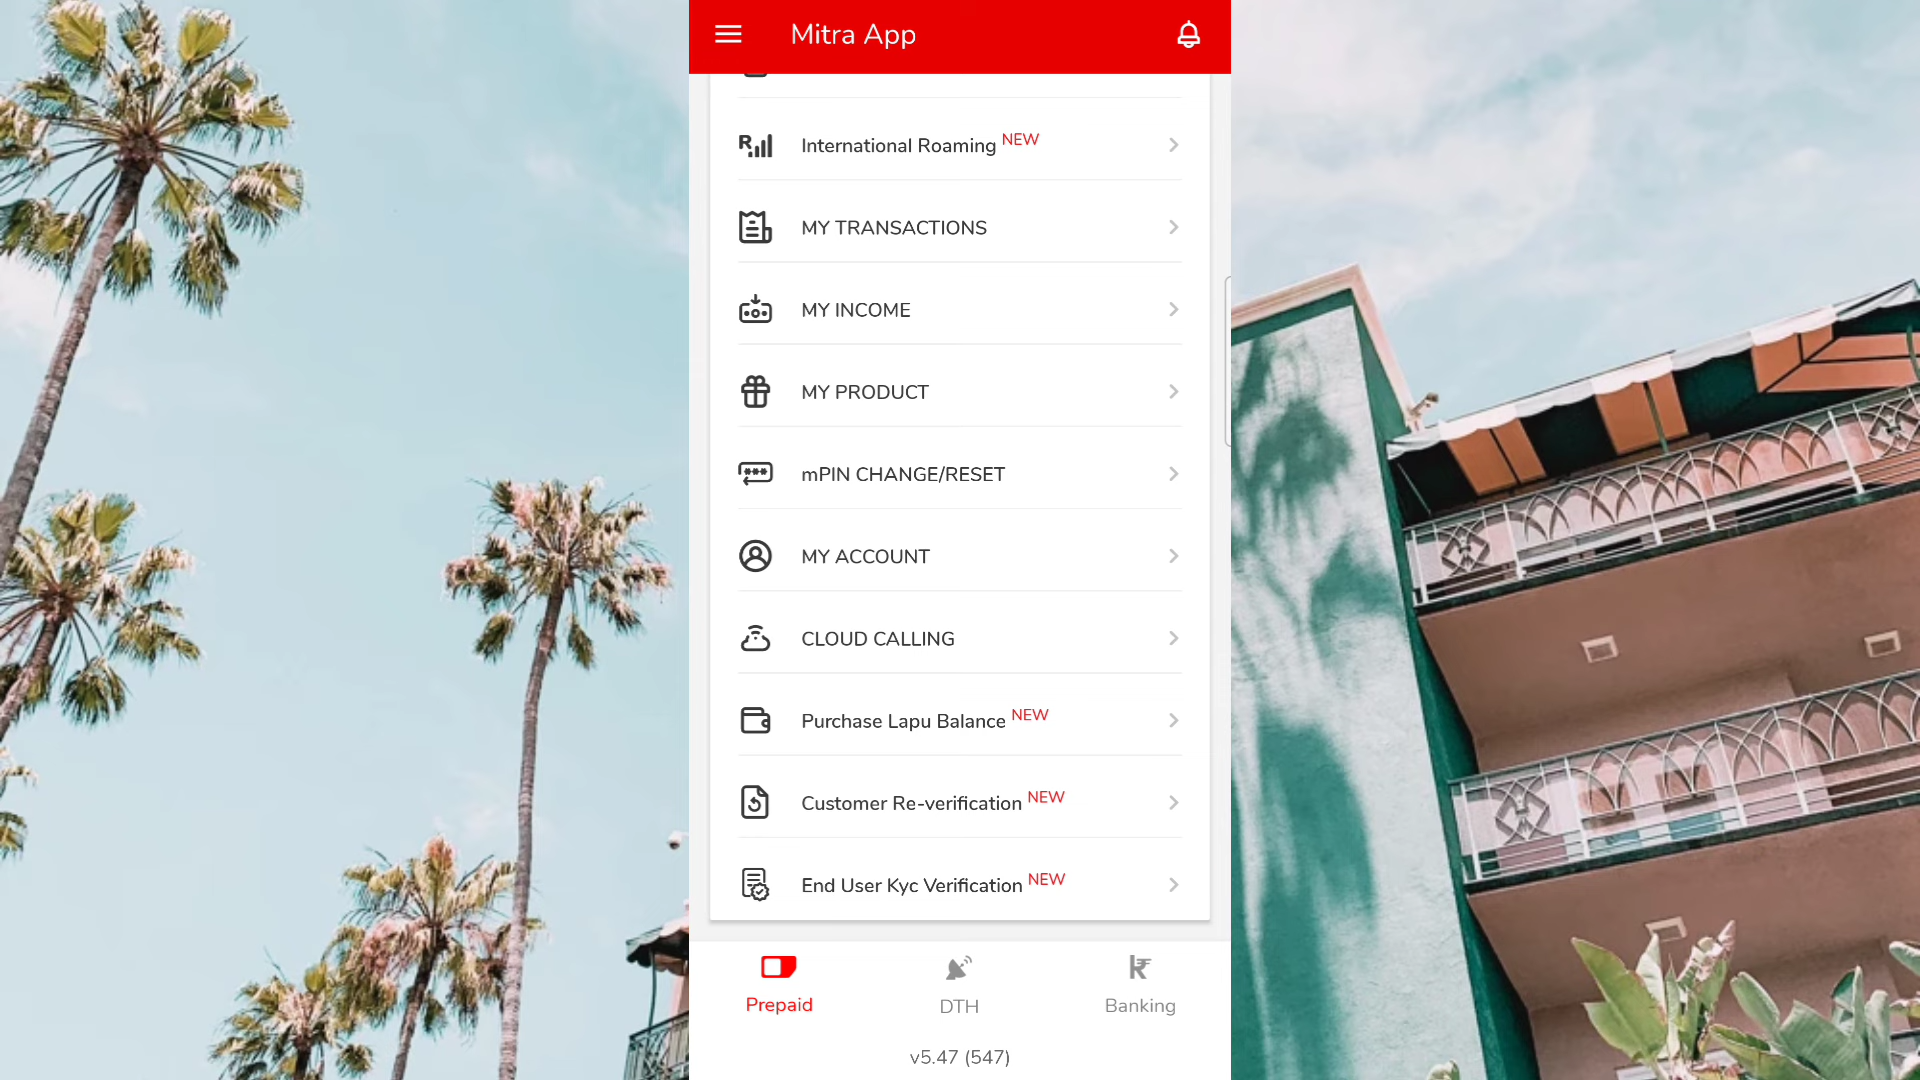 Mitra App
International Roaming NEW
MY TRANSACTIONS
MY INCOME
MY PRODUCT
mPIN CHANGE/RESET
MY ACCOUNT
CLOUD CALLING
Purchase Lapu Balance NEW
Customer Re-verification NEW
End User Kyc Verification NEW
Prepaid
DTH
Banking
v5.47 (547)